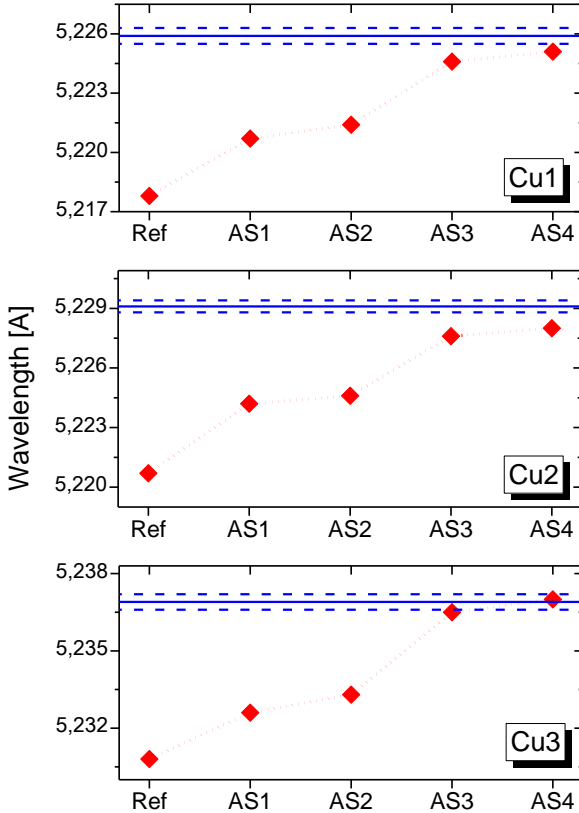 5,226
5,223
5,220
5,217
Cu1
Ref AS1 AS2 AS3 AS4
Wavelength [A]
5,229
5,226
5,223
5,220
Cu2
Ref AS1 AS2 AS3 AS4
5,238
5,235
5,232
Cu3
Ref AS1 AS2 AS3 AS4